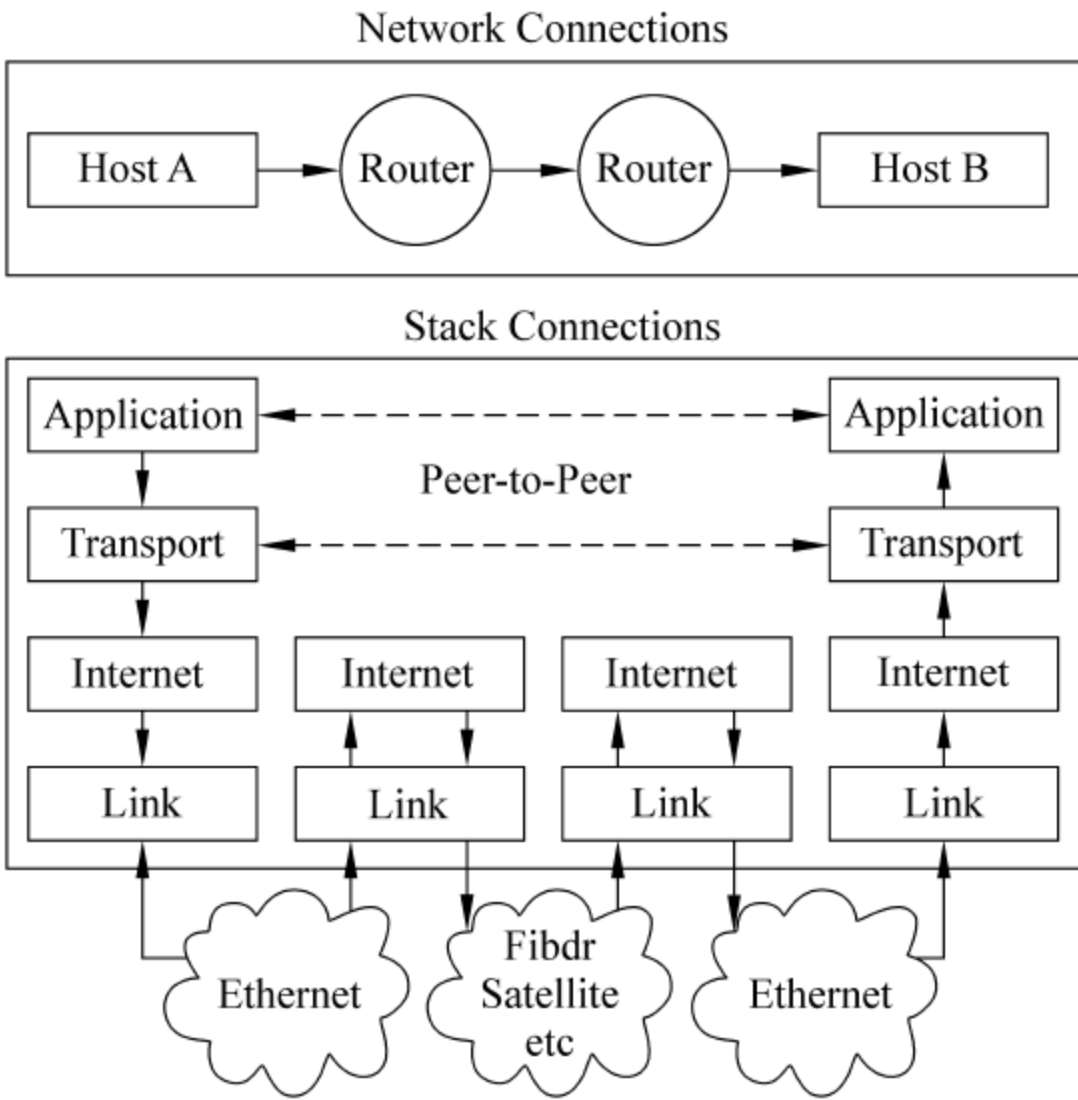 Network Connections
Host A
Router
Router
Host B
Stack Connections
Application
Application
Peer-to-Peer
Transport
Transport
Internet
Internet
Internet
Internet
Link
Link
Link
Link
Ethernet
Fibdr
Satellite
etc
Ethernet